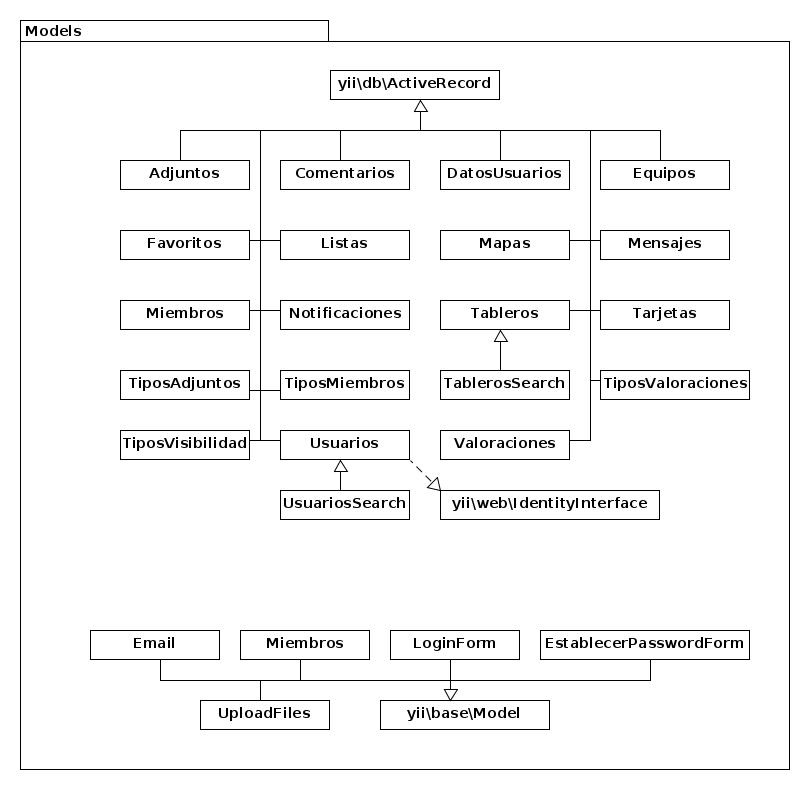 Models
yii\db\ActiveRecord
Adjuntos
Comentarios
DatosUsuarios
Equipos
Favoritos
Listas
Mapas
Mensajes
Miembros
Notificaciones
Tableros
Tarjetas
TiposAdjuntos
TiposMiembros
TablerosSearch
TiposValoraciones
TiposVisibilidad
Usuarios
Valoraciones
UsuariosSearch
yii\web\IdentityInterface
Email
Miembros
LoginForm
EstablecerPasswordForm
UploadFiles
yii\base\Model